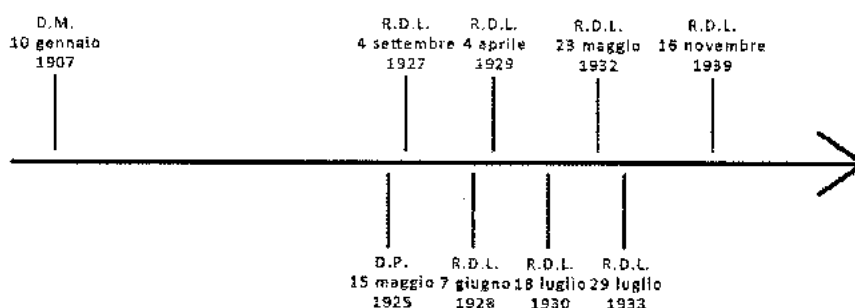 D.M.
10 gennaio
1907
R.D.L.
4 settembre
1927
R.D.L.
4 aprile
1929
R.D.L.
23 maggio
1932
R.D.L.
16 novembre
1939
D.P.
15 maggio
1925
R.D.L.
7 giugno
1928
R.D.L.
18 luglio
1930
R.D.L.
29 luglio
1933